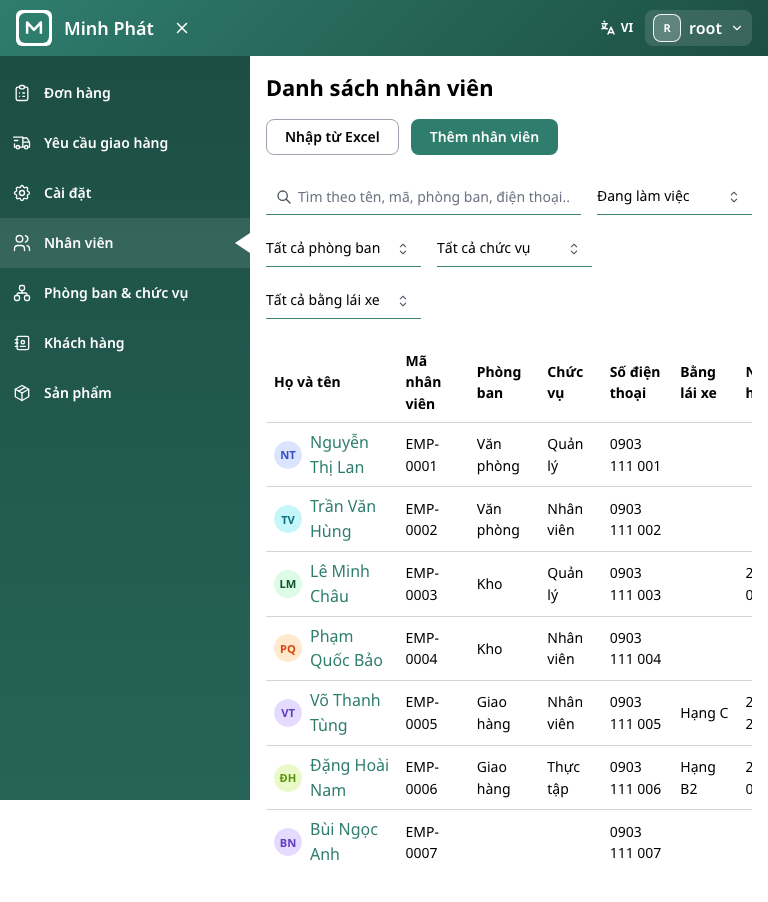 Minh Phát
VI
R
root
Đơn hàng
Yêu cầu giao hàng
Cài đặt
Nhân viên
Phòng ban & chức vụ
Khách hàng
Sản phẩm
Danh sách nhân viên
Nhập từ Excel
Thêm nhân viên
Tìm theo tên, mã, phòng ban, điện thoại..
Đang làm việc
Tất cả phòng ban
Tất cả chức vụ
Tất cả bằng lái xe
Họ và tên
Mã
nhân
viên
Phòng
ban
Chức
vụ
Số điện
thoại
Bằng
lái xe
NT
Nguyễn
Thị Lan
EMP-
0001
Văn
phòng
Quản
lý
0903
111 001
TV
Trần Văn
Hùng
EMP-
0002
Văn
phòng
Nhân
viên
0903
111 002
LM
Lê Minh
Châu
EMP-
0003
Kho
Quản
lý
0903
111 003
2
0
PQ
Phạm
Quốc Bảo
EMP-
0004
Kho
Nhân
viên
0903
111 004
VT
Võ Thanh
Tùng
EMP-
0005
Giao
hàng
Nhân
viên
0903
111 005
Hạng C
2
2
ĐH
Đặng Hoài
Nam
EMP-
0006
Giao
hàng
Thực
tập
0903
111 006
Hạng
B2
2
0
BN
Bùi Ngọc
Anh
EMP-
0007
0903
111 007